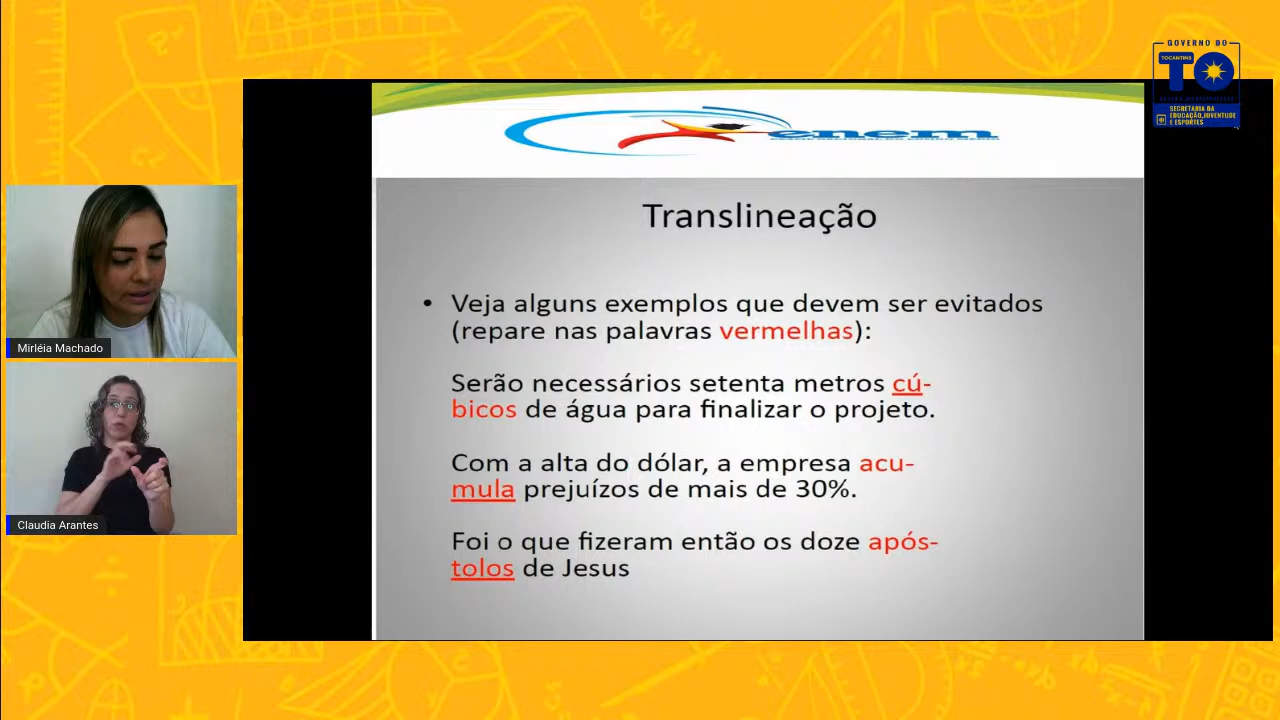 GOVERNO DO
TOCANTINS
TO
SECRETARIA DA
EDUCAÇÃO, JUVENTUDE
E ESPORTES
enem
Translineação
• Veja alguns exemplos que devem ser evitados
(repare nas palavras vermelhas):
Serão necessários setenta metros cú-
bicos de água para finalizar o projeto.
Com a alta do dólar, a empresa acu-
mula prejuízos de mais de 30%.
Foi o que fizeram então os doze após-
tolos de Jesus
Mirléia Machado
Claudia Arantes